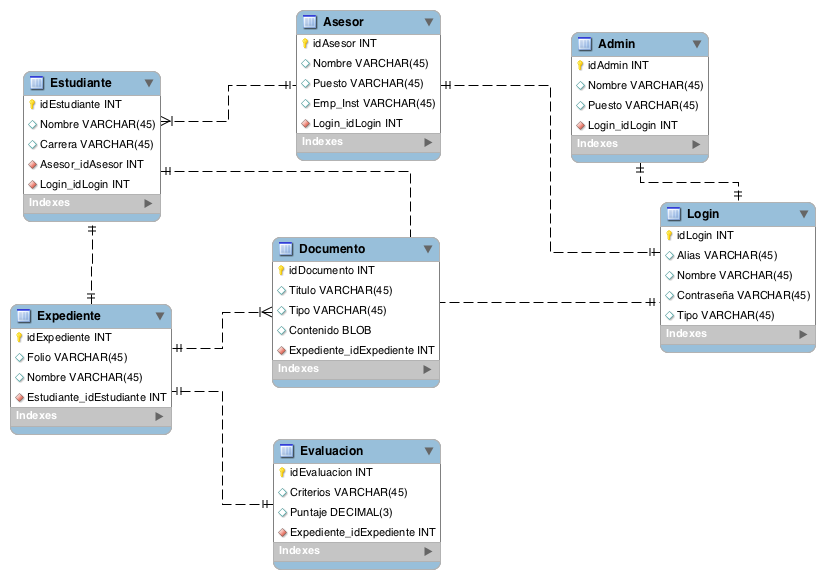 Asesor
idAsesor INT
Nombre VARCHAR(45)
Puesto VARCHAR(45)
Emp_Inst VARCHAR(45)
Login_idLogin INT
Indexes
Admin
idAdmin INT
Nombre VARCHAR(45)
Puesto VARCHAR(45)
Login_idLogin INT
Indexes
Estudiante
idEstudiante INT
Nombre VARCHAR(45)
Carrera VARCHAR(45)
Asesor_idAsesor INT
Login_idLogin INT
Indexes
Login
idLogin INT
Alias VARCHAR(45)
Nombre VARCHAR(45)
Contraseña VARCHAR(45)
Tipo VARCHAR(45)
Indexes
Documento
idDocumento INT
Titulo VARCHAR(45)
Tipo VARCHAR(45)
Contenido BLOB
Expediente_idExpediente INT
Indexes
Expediente
idExpediente INT
Folio VARCHAR(45)
Nombre VARCHAR(45)
Estudiante_idEstudiante INT
Indexes
Evaluacion
idEvaluacion INT
Criterios VARCHAR(45)
Puntaje DECIMAL(3)
Expediente_idExpediente INT
Indexes